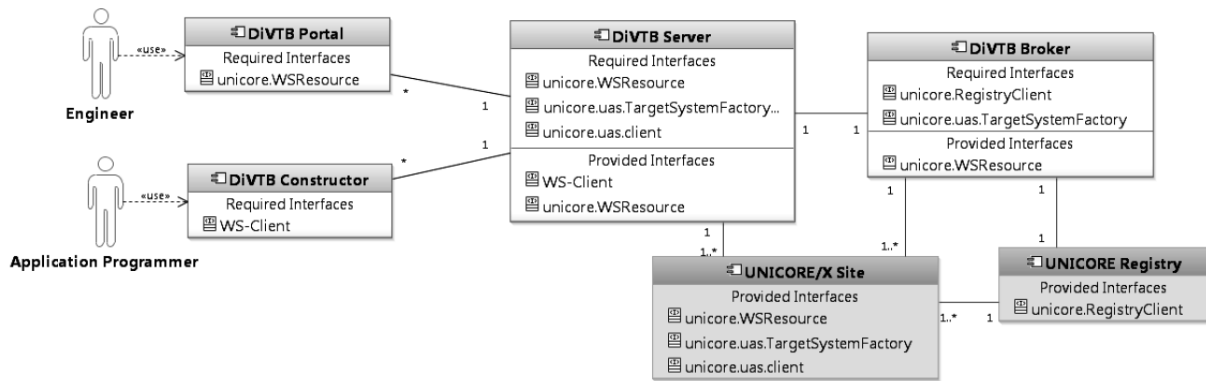 «use»
Engineer
DiVTB Portal
Required Interfaces
unicore.WSResource
*
1
«use»
Application Programmer
DiVTB Constructor
Required Interfaces
WS-Client
*
1
DiVTB Server
Required Interfaces
unicore.WSResource
unicore.uas.TargetSystemFactory...
unicore.uas.client
Provided Interfaces
WS-Client
unicore.WSResource
1
1
DiVTB Broker
Required Interfaces
unicore.RegistryClient
unicore.uas.TargetSystemFactory
Provided Interfaces
unicore.WSResource
1
1..*
1
1..*
1
1
UNICORE/X Site
Provided Interfaces
unicore.WSResource
unicore.uas.TargetSystemFactory
unicore.uas.client
1..*
1
UNICORE Registry
Provided Interfaces
unicore.RegistryClient